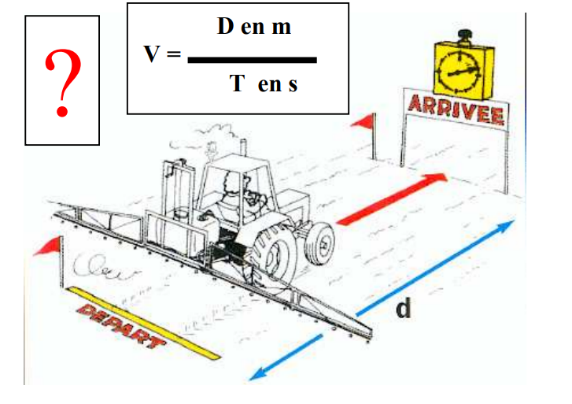 ?
D en m
V =
T en s
ARRIVEE
d
DEPART